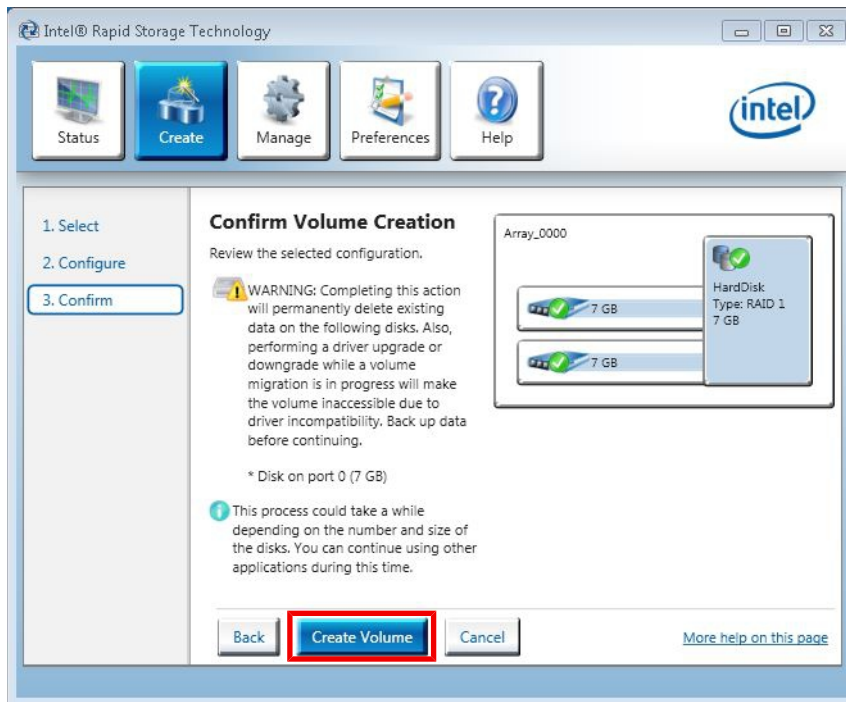 Intel® Rapid Storage Technology
Status
Create
Manage
Preferences
Help
intel
1. Select
2. Configure
3. Confirm
Confirm Volume Creation
Review the selected configuration.
WARNING: Completing this action
will permanently delete existing
data on the following disks. Also,
performing a driver upgrade or
downgrade while a volume
migration is in progress will make
the volume inaccessible due to
driver incompatibility. Back up data
before continuing.
* Disk on port 0 (7 GB)
This process could take a while
depending on the number and size of
the disks. You can continue using other
applications during this time.
Array_0000
7 GB
7 GB
HardDisk
Type: RAID 1
7 GB
Back
Create Volume
Cancel
More help on this page